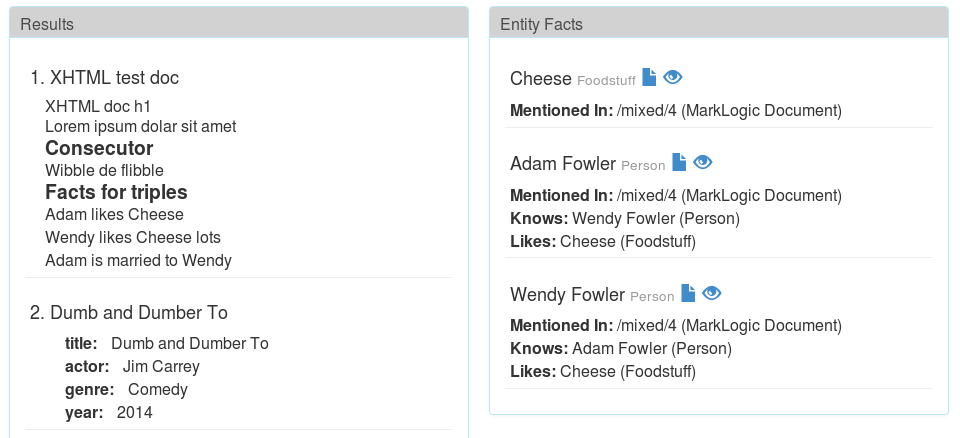 Results
1. XHTML test doc
XHTML doc h1
Lorem ipsum dolar sit amet
Consecutor
Wibble de flibble
Facts for triples
Adam likes Cheese
Wendy likes Cheese lots
Adam is married to Wendy
2. Dumb and Dumber To
title: Dumb and Dumber To
actor: Jim Carrey
genre: Comedy
year: 2014
Entity Facts
Cheese Foodstuff
Mentioned In: /mixed/4 (MarkLogic Document)
Adam Fowler Person
Mentioned In: /mixed/4 (MarkLogic Document)
Knows: Wendy Fowler (Person)
Likes: Cheese (Foodstuff)
Wendy Fowler Person
Mentioned In: /mixed/4 (MarkLogic Document)
Knows: Adam Fowler (Person)
Likes: Cheese (Foodstuff)